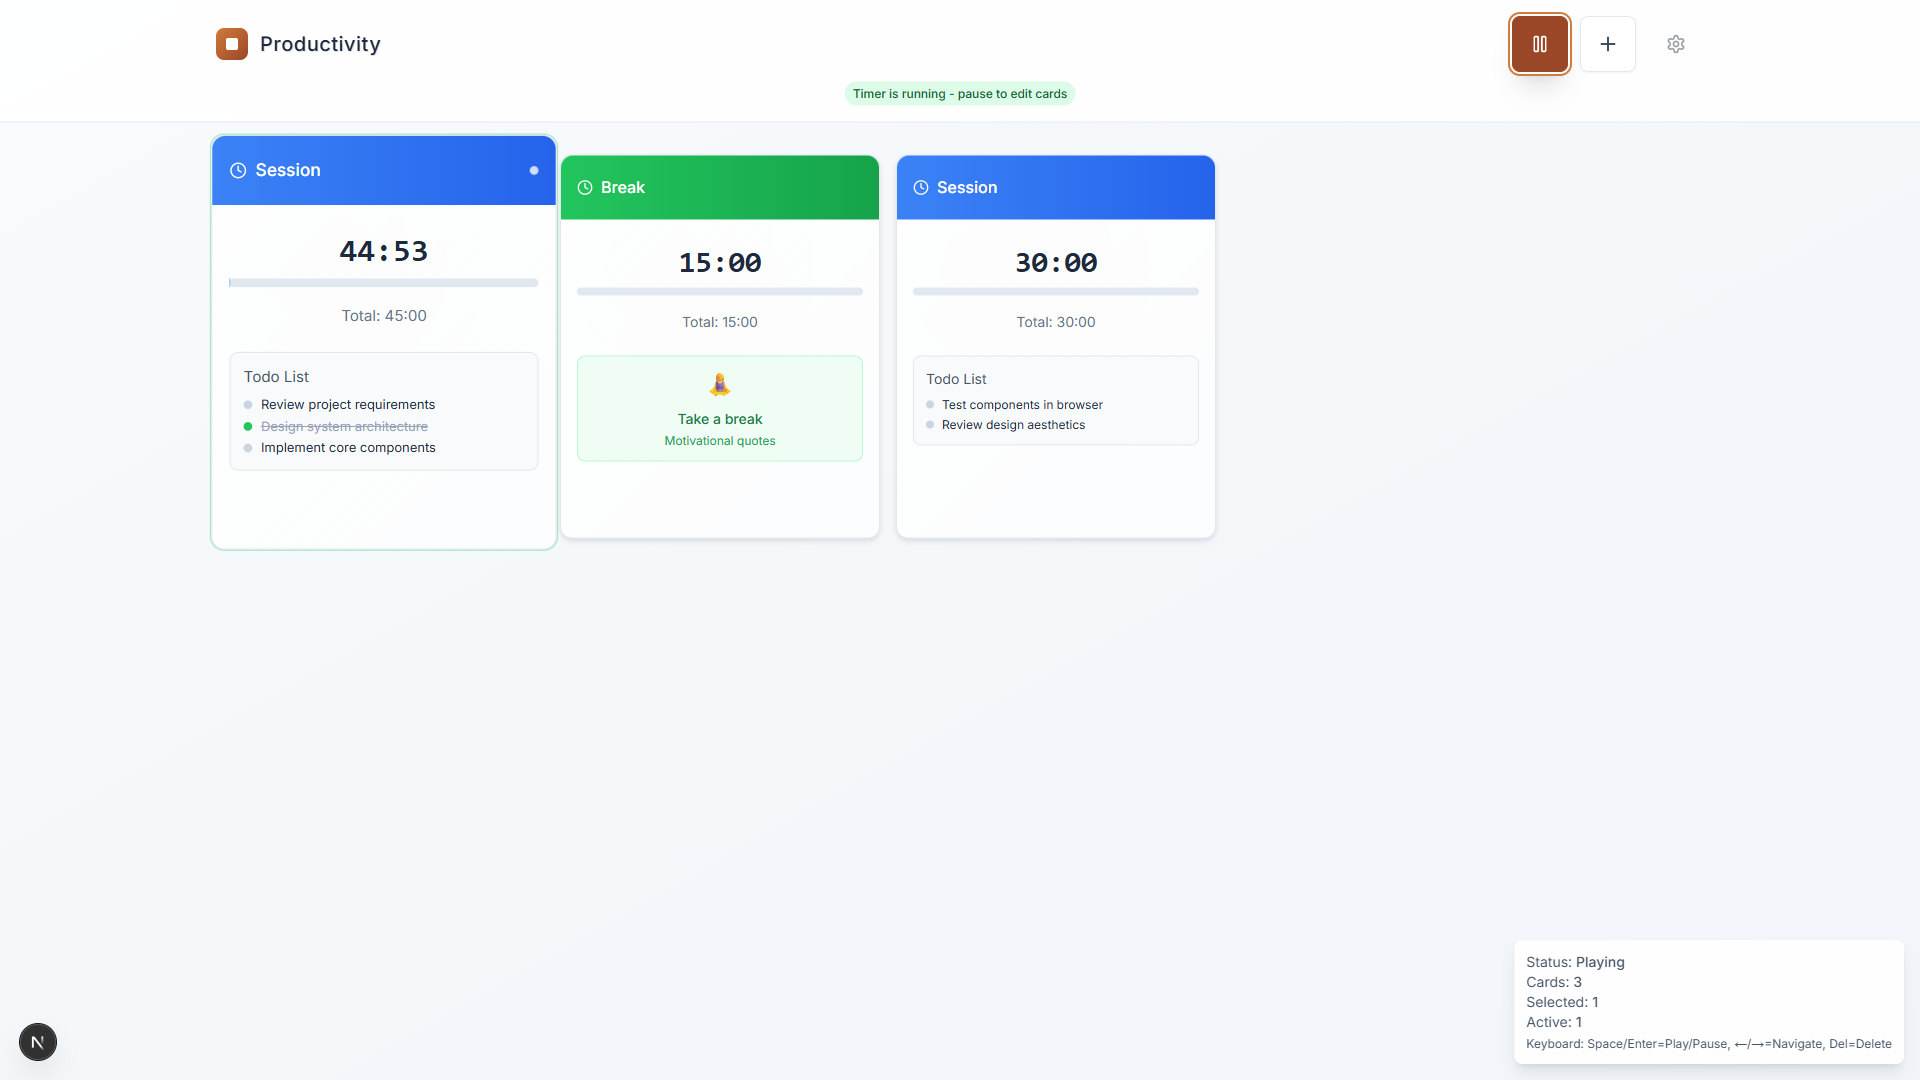 Productivity
Timer is running - pause to edit cards
Session
44:53
Total: 45:00
Todo List
Review project requirements
Design system architecture
Implement core components
Break
15:00
Total: 15:00
Take a break
Motivational quotes
Session
30:00
Total: 30:00
Todo List
Test components in browser
Review design aesthetics
Status: Playing
Cards: 3
Selected: 1
Active: 1
Keyboard: Space/Enter=Play/Pause, ←/→=Navigate, Del=Delete
N